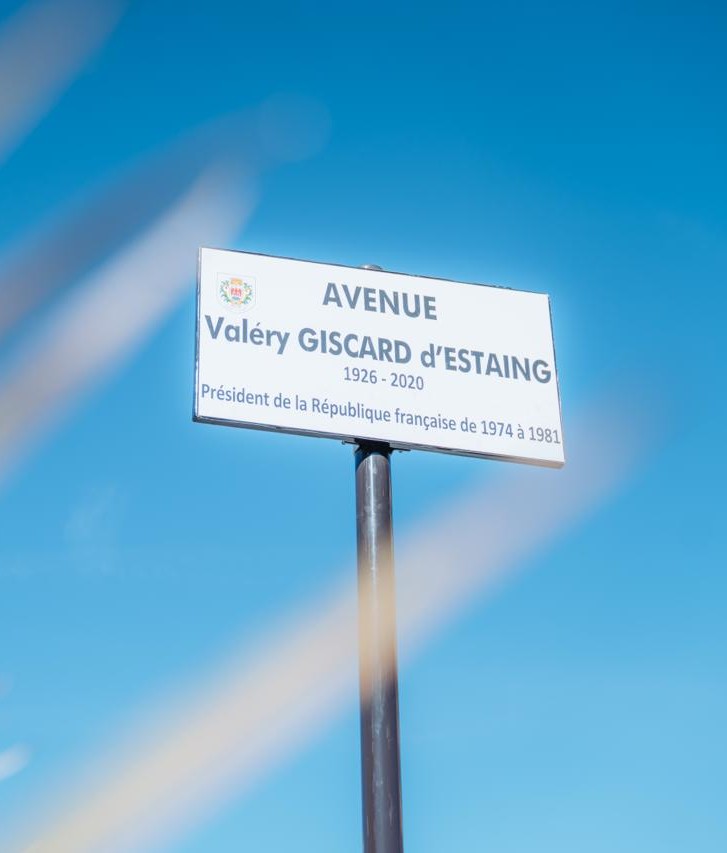 AVENUE
Valéry GISCARD d'ESTAING
1926 - 2020
Président de la République française de 1974 à 1981